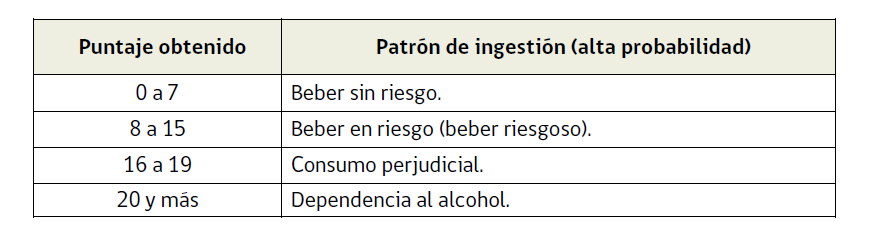 Puntaje obtenido Patrón de ingestión (alta probabilidad)
0 a 7 Beber sin riesgo.
8 a 15 Beber en riesgo (beber riesgoso).
16 a 19 Consumo perjudicial.
20 y más Dependencia al alcohol.